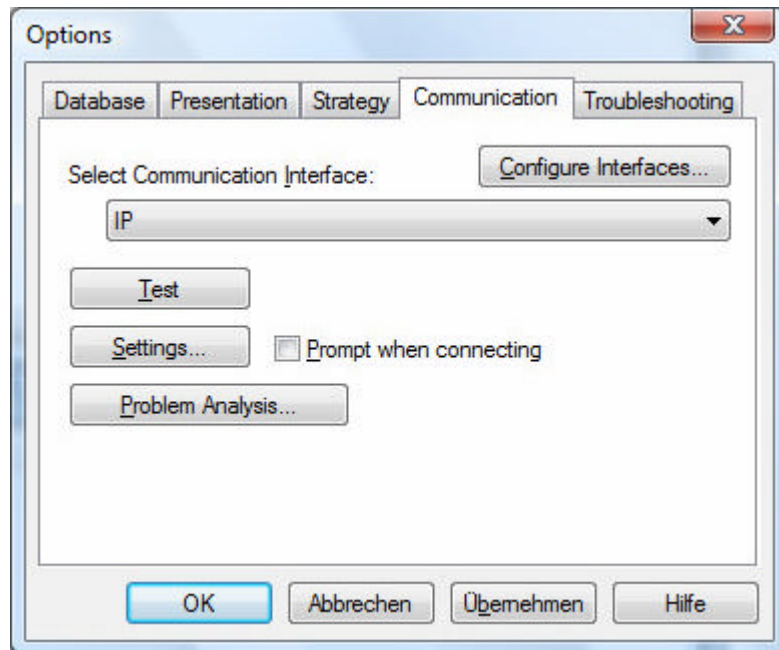 Options
Database Presentation Strategy Communication Troubleshooting
Select Communication Interface: Configure Interfaces...
IP
Test
Settings... Prompt when connecting
Problem Analysis...
OK Abbrechen Übernehmen Hilfe